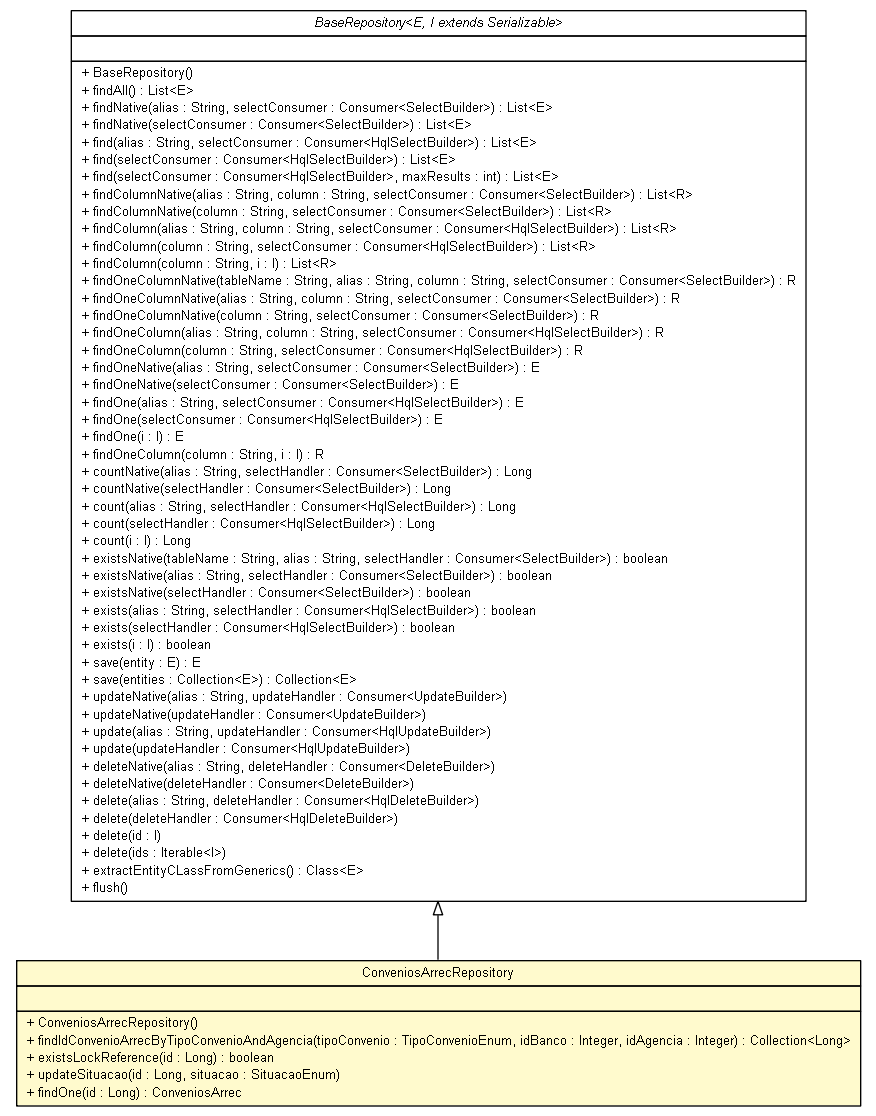 BaseRepository<E, I extends Serializable>
+ BaseRepository()
+ findAll() : List<E>
+ findNative(alias : String, selectConsumer : Consumer<SelectBuilder>) : List<E>
+ findNative(selectConsumer : Consumer<SelectBuilder>) : List<E>
+ find(alias : String, selectConsumer : Consumer<HqlSelectBuilder>) : List<E>
+ find(selectConsumer : Consumer<HqlSelectBuilder>) : List<E>
+ find(selectConsumer : Consumer<HqlSelectBuilder>, maxResults : int) : List<E>
+ findColumnNative(alias : String, column : String, selectConsumer : Consumer<SelectBuilder>) : List<R>
+ findColumnNative(column : String, selectConsumer : Consumer<SelectBuilder>) : List<R>
+ findColumn(alias : String, column : String, selectConsumer : Consumer<HqlSelectBuilder>) : List<R>
+ findColumn(column : String, selectConsumer : Consumer<HqlSelectBuilder>) : List<R>
+ findColumn(column : String, i : I) : List<R>
+ findOneColumnNative(tableName : String, alias : String, column : String, selectConsumer : Consumer<SelectBuilder>) : R
+ findOneColumnNative(alias : String, column : String, selectConsumer : Consumer<SelectBuilder>) : R
+ findOneColumnNative(column : String, selectConsumer : Consumer<SelectBuilder>) : R
+ findOneColumn(alias : String, column : String, selectConsumer : Consumer<HqlSelectBuilder>) : R
+ findOneColumn(column : String, selectConsumer : Consumer<HqlSelectBuilder>) : R
+ findOneNative(alias : String, selectConsumer : Consumer<SelectBuilder>) : E
+ findOneNative(selectConsumer : Consumer<SelectBuilder>) : E
+ findOne(alias : String, selectConsumer : Consumer<HqlSelectBuilder>) : E
+ findOne(selectConsumer : Consumer<HqlSelectBuilder>) : E
+ findOne(i : I) : E
+ findOneColumn(column : String, i : I) : R
+ countNative(alias : String, selectHandler : Consumer<SelectBuilder>) : Long
+ countNative(selectHandler : Consumer<SelectBuilder>) : Long
+ count(alias : String, selectHandler : Consumer<HqlSelectBuilder>) : Long
+ count(selectHandler : Consumer<HqlSelectBuilder>) : Long
+ count(i : I) : Long
+ existsNative(tableName : String, alias : String, selectHandler : Consumer<SelectBuilder>) : boolean
+ existsNative(alias : String, selectHandler : Consumer<SelectBuilder>) : boolean
+ existsNative(selectHandler : Consumer<SelectBuilder>) : boolean
+ exists(alias : String, selectHandler : Consumer<HqlSelectBuilder>) : boolean
+ exists(selectHandler : Consumer<HqlSelectBuilder>) : boolean
+ exists(i : I) : boolean
+ save(entity : E) : E
+ save(entities : Collection<E>) : Collection<E>
+ updateNative(alias : String, updateHandler : Consumer<UpdateBuilder>)
+ updateNative(updateHandler : Consumer<UpdateBuilder>)
+ update(alias : String, updateHandler : Consumer<HqlUpdateBuilder>)
+ update(updateHandler : Consumer<HqlUpdateBuilder>)
+ deleteNative(alias : String, deleteHandler : Consumer<DeleteBuilder>)
+ deleteNative(deleteHandler : Consumer<DeleteBuilder>)
+ delete(alias : String, deleteHandler : Consumer<HqlDeleteBuilder>)
+ delete(deleteHandler : Consumer<HqlDeleteBuilder>)
+ delete(id : I)
+ delete(ids : Iterable<I>)
+ extractEntityCLassFromGenerics() : Class<E>
+ flush()
ConveniosArrecRepository
+ ConveniosArrecRepository()
+ findIdConvenioArrecByTipoConvenioAndAgencia(tipoConvenio : TipoConvenioEnum, idBanco : Integer, idAgencia : Integer) : Collection<Long>
+ existsLockReference(id : Long) : boolean
+ updateSituacao(id : Long, situacao : SituacaoEnum)
+ findOne(id : Long) : ConveniosArrec